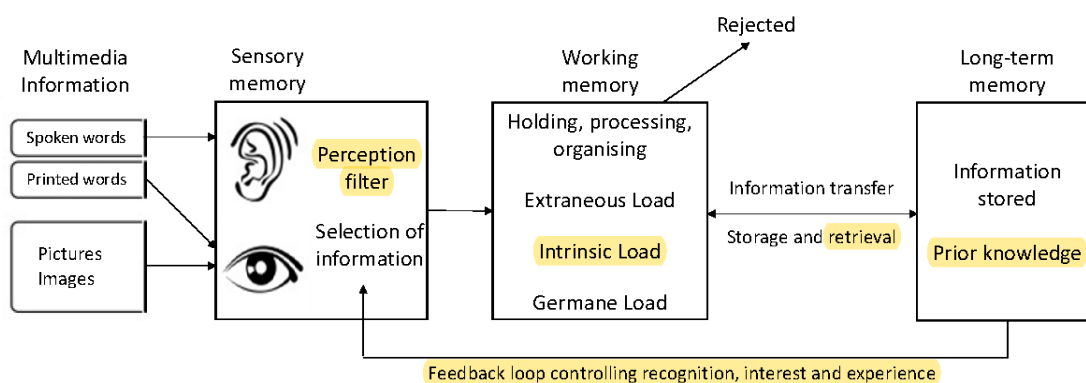 Multimedia
Information
Spoken words
Printed words
Pictures
Images
Sensory
memory
Perception
filter
Selection of
information
Working
memory
Rejected
Holding, processing,
organising
Extraneous Load
Intrinsic Load
Germane Load
Information transfer
Storage and retrieval
Long-term
memory
Information
stored
Prior knowledge
Feedback loop controlling recognition, interest and experience